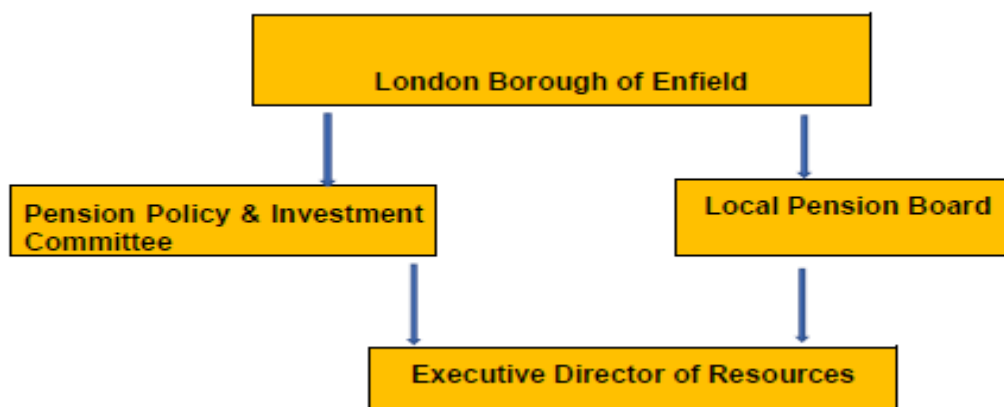 London Borough of Enfield
Pension Policy & Investment
Committee
Local Pension Board
Executive Director of Resources